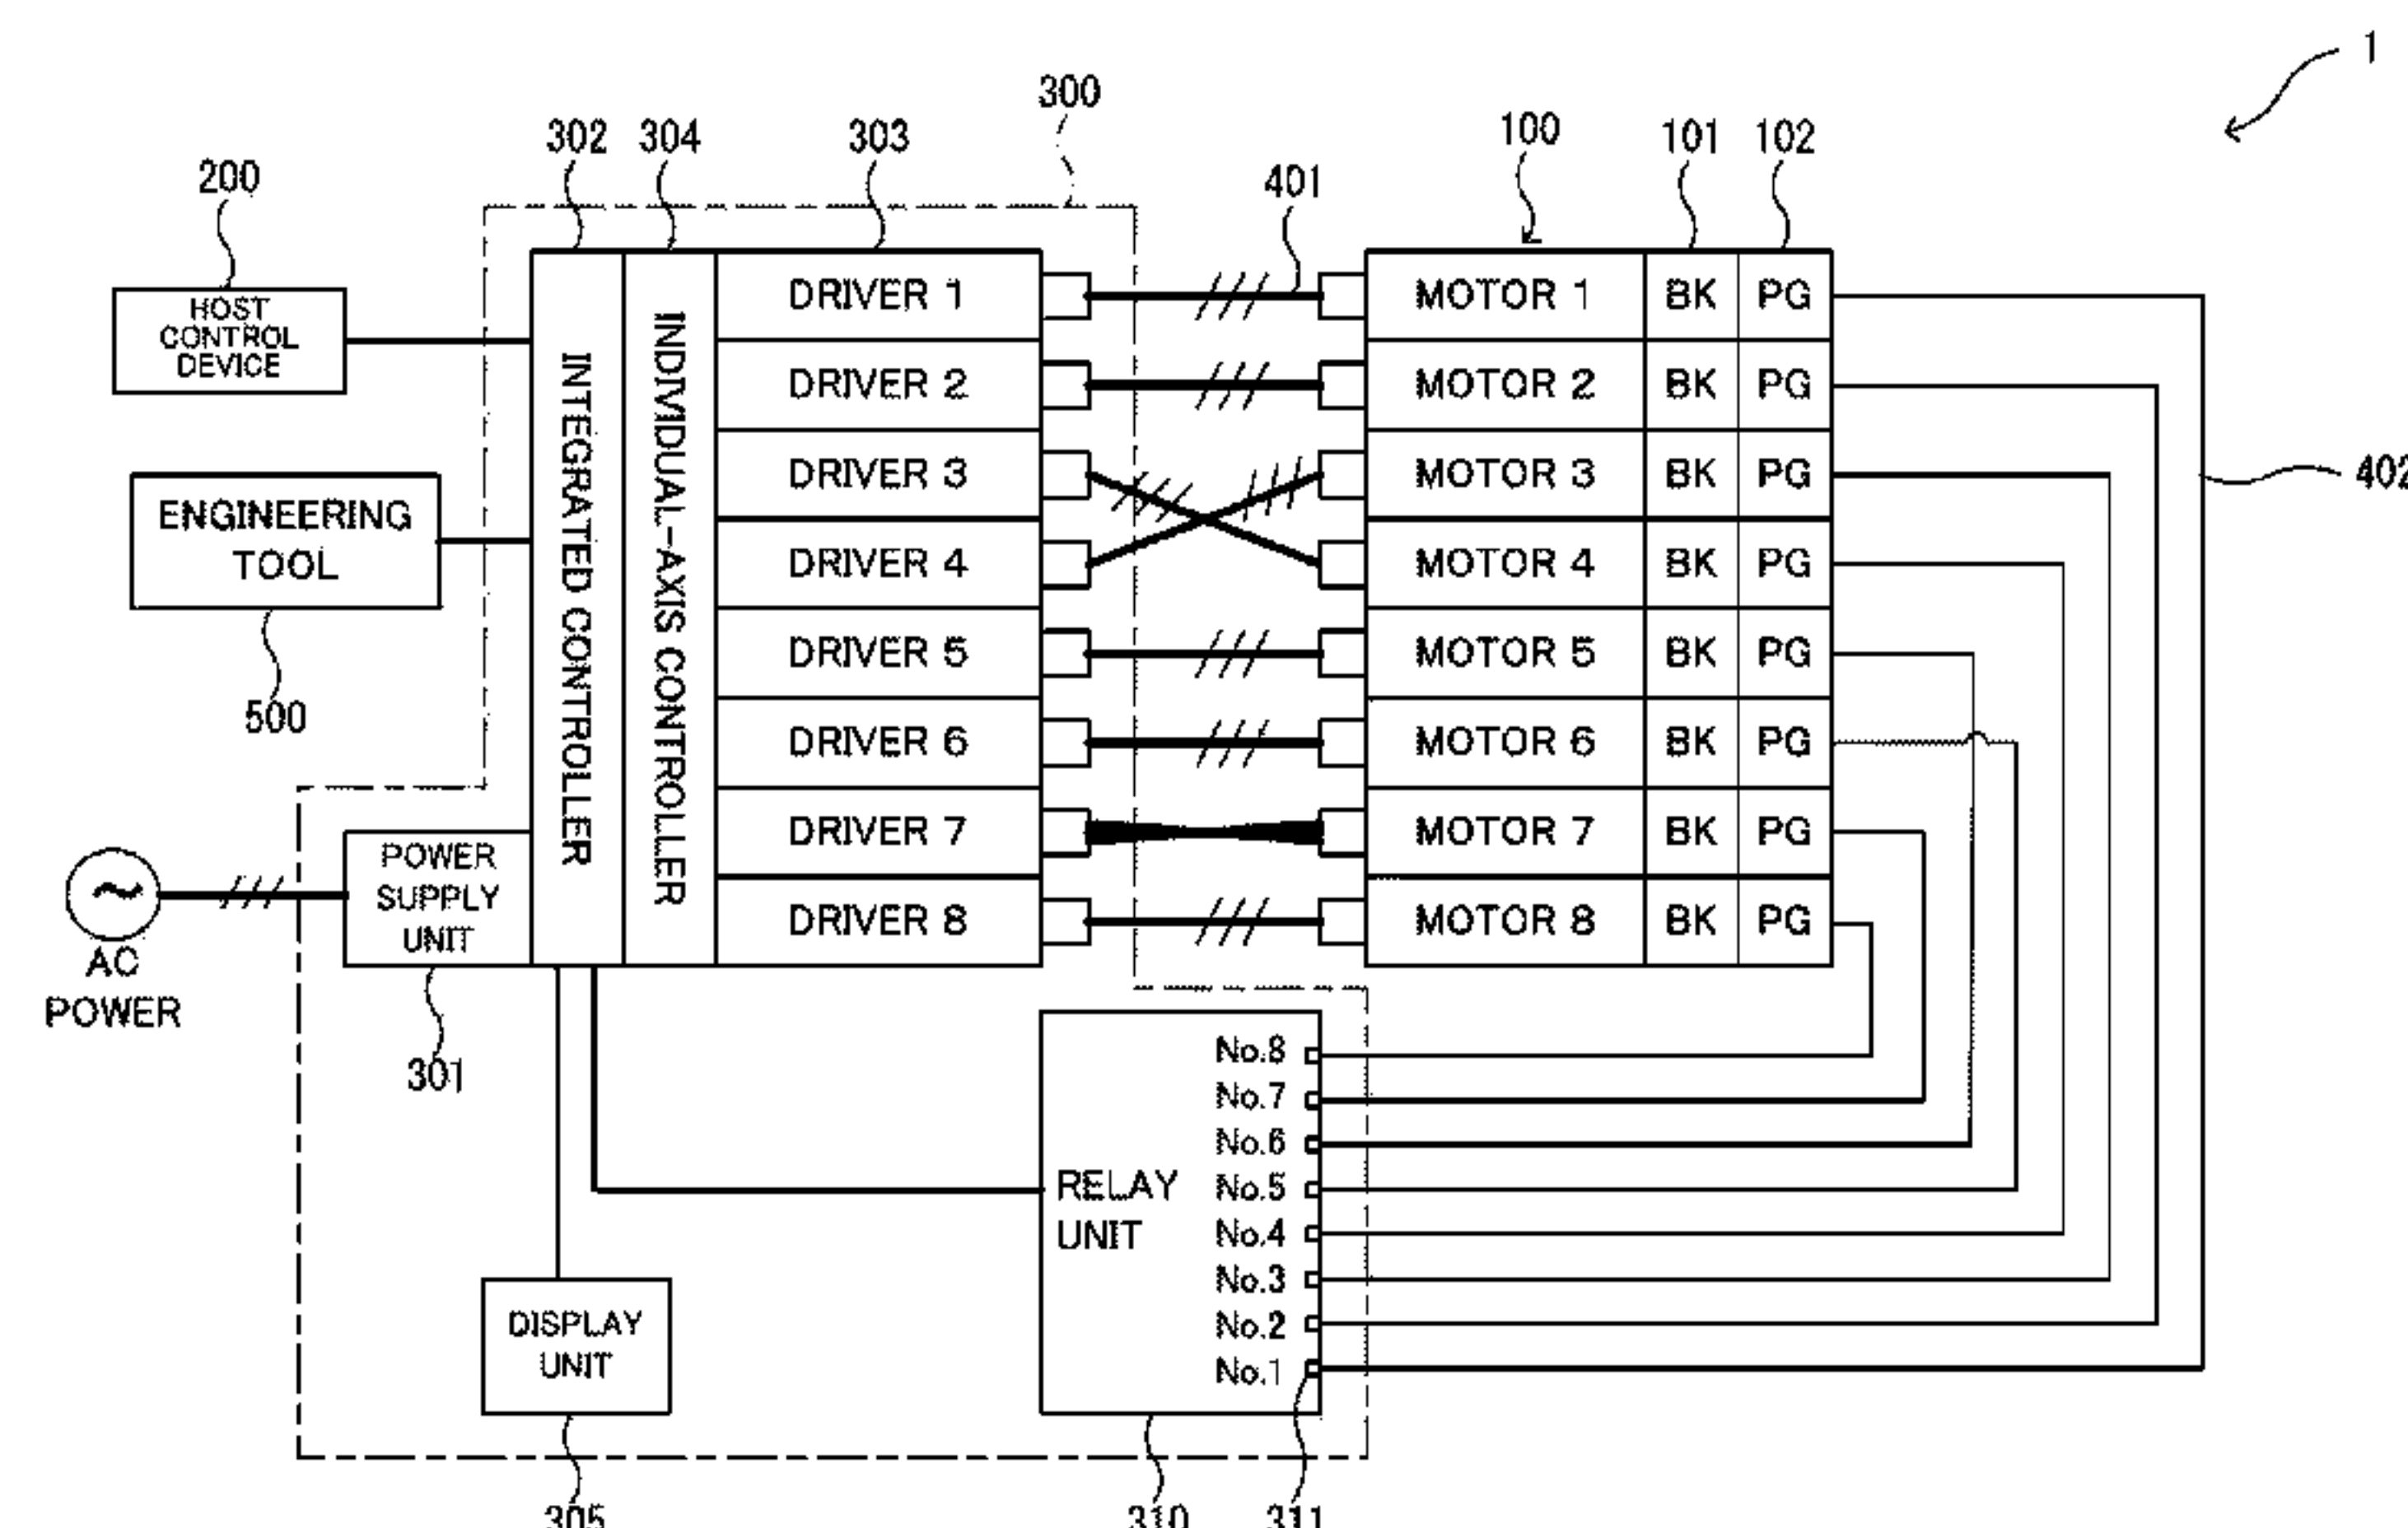 1
300
302
304
303
100
101
102
200
401
HOST
CONTROL
DEVICE
INTEGRATED CONTROLLER
INDIVIDUAL-AXIS CONTROLLER
DRIVER 1
MOTOR 1
BK
PG
DRIVER 2
MOTOR 2
BK
PG
DRIVER 3
MOTOR 3
BK
PG
402
ENGINEERING
TOOL
DRIVER 4
MOTOR 4
BK
PG
DRIVER 5
MOTOR 5
BK
PG
500
DRIVER 6
MOTOR 6
BK
PG
DRIVER 7
MOTOR 7
BK
PG
POWER
SUPPLY
UNIT
DRIVER 8
MOTOR 8
BK
PG
AC
POWER
301
No.8
No.7
No.6
RELAY
UNIT
No.5
No.4
No.3
No.2
No.1
DISPLAY
UNIT
305
310
311